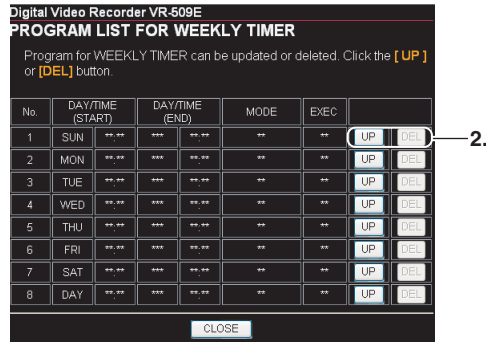 Digital Video Recorder VR-509E
PROGRAM LIST FOR WEEKLY TIMER
Program for WEEKLY TIMER can be updated or deleted. Click the [ UP ]
or [DEL] button.
No. DAY/TIME (START) DAY/TIME (END) MODE EXEC
1 SUN **:** *** **:** ** ** UP DEL 2.
2 MON **:** *** **:** ** ** UP DEL
3 TUE **:** *** **:** ** ** UP DEL
4 WED **:** *** **:** ** ** UP DEL
5 THU **:** *** **:** ** ** UP DEL
6 FRI **:** *** **:** ** ** UP DEL
7 SAT **:** *** **:** ** ** UP DEL
8 DAY **:** *** **:** ** ** UP DEL
CLOSE